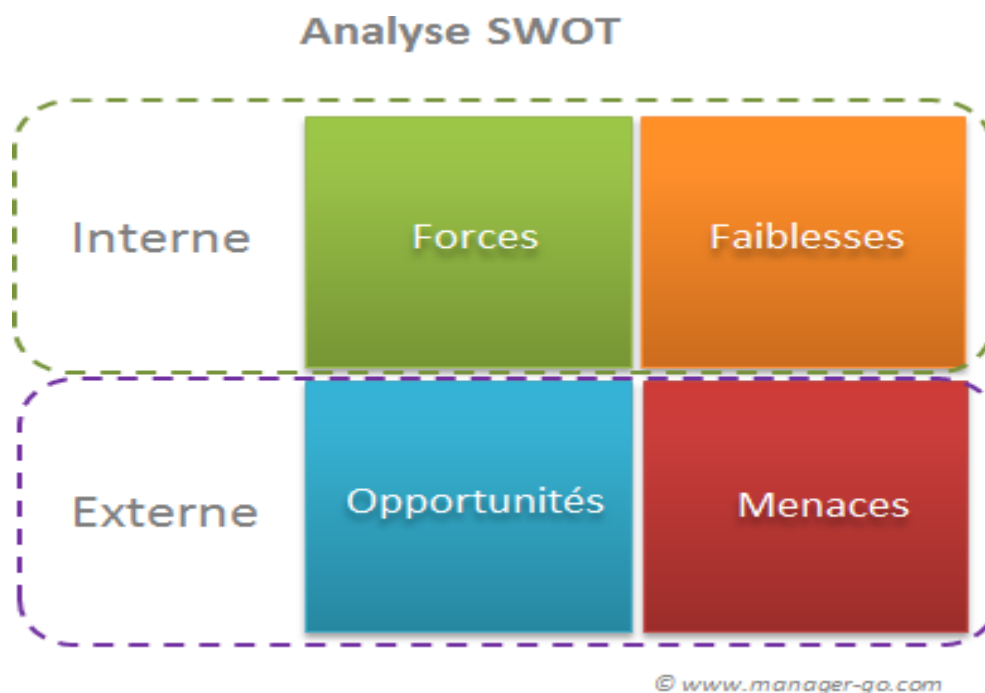 Analyse SWOT
Interne
Forces
Faiblesses
Externe
Opportunités
Menaces
© www.manager-go.com